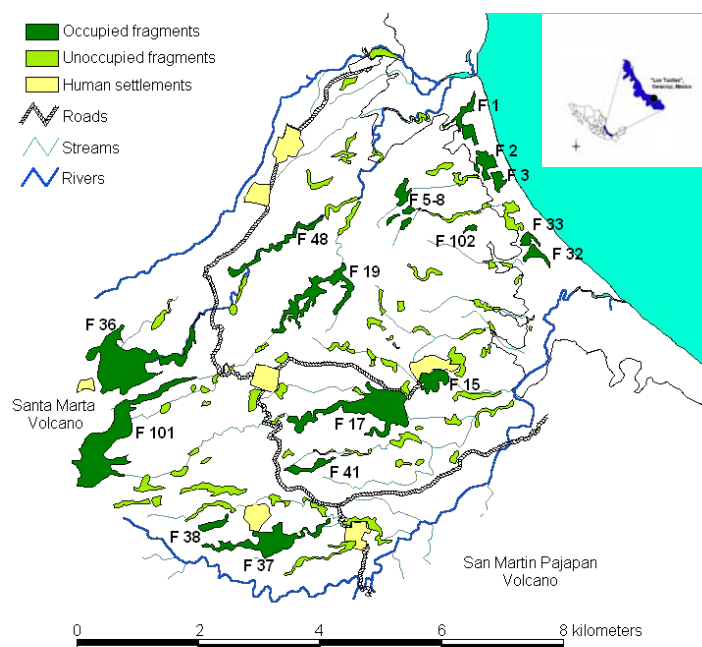 Occupied fragments
Unoccupied fragments
Human settlements
Roads
Streams
Rivers
"Los Tuxtlas",
Veracruz, Mexico
F 1
F 2
F 3
F 5-8
F 102
F 33
F 32
F 48
F 19
F 36
Santa Marta
Volcano
F 101
F 15
F 17
F 41
F 38
F 37
San Martin Pajapan
Volcano
0 2 4 6 8 kilometers